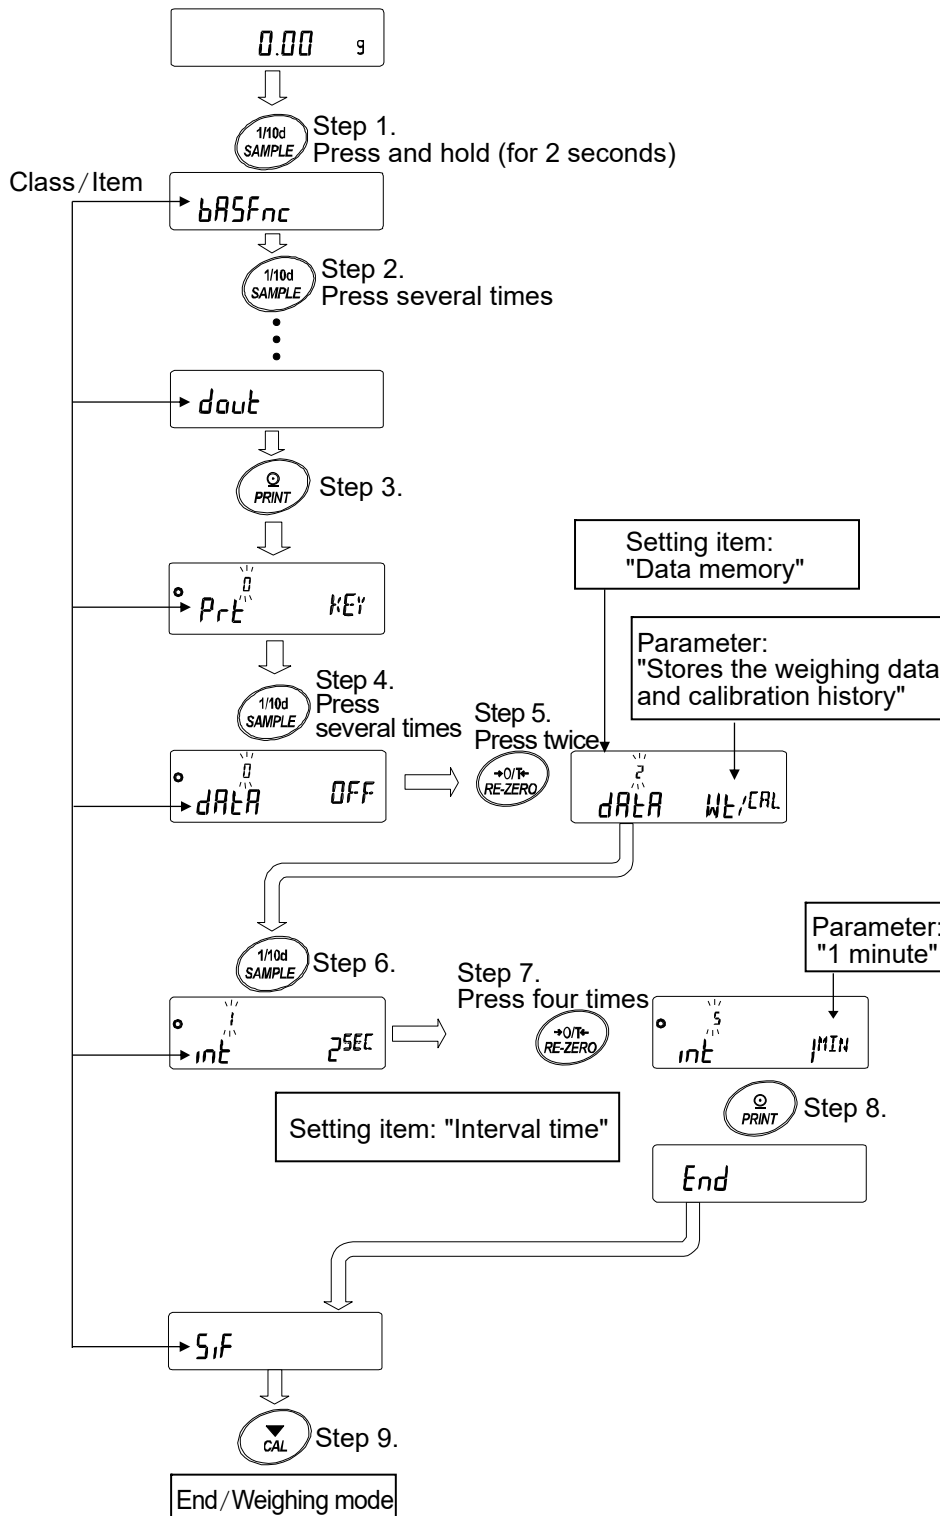 0.00 g
1/10d
SAMPLE
Step 1.
Press and hold (for 2 seconds)
Class/Item
bASFnc
1/10d
SAMPLE
Step 2.
Press several times
dout
PRINT
Step 3.
Setting item:
"Data memory"
0
Prt KEY
Parameter:
"Stores the weighing data
and calibration history"
1/10d
SAMPLE
Step 4.
Press
several times
Step 5.
Press twice
0
dAtA OFF
→0/T←
RE-ZERO
2
dAtA Wt/CAL
1/10d
SAMPLE
Step 6.
Step 7.
Press four times
Parameter:
"1 minute"
1
int 2SEC
→0/T←
RE-ZERO
5
int 1MIN
PRINT
Step 8.
Setting item: "Interval time"
End
SiF
CAL
Step 9.
End/Weighing mode